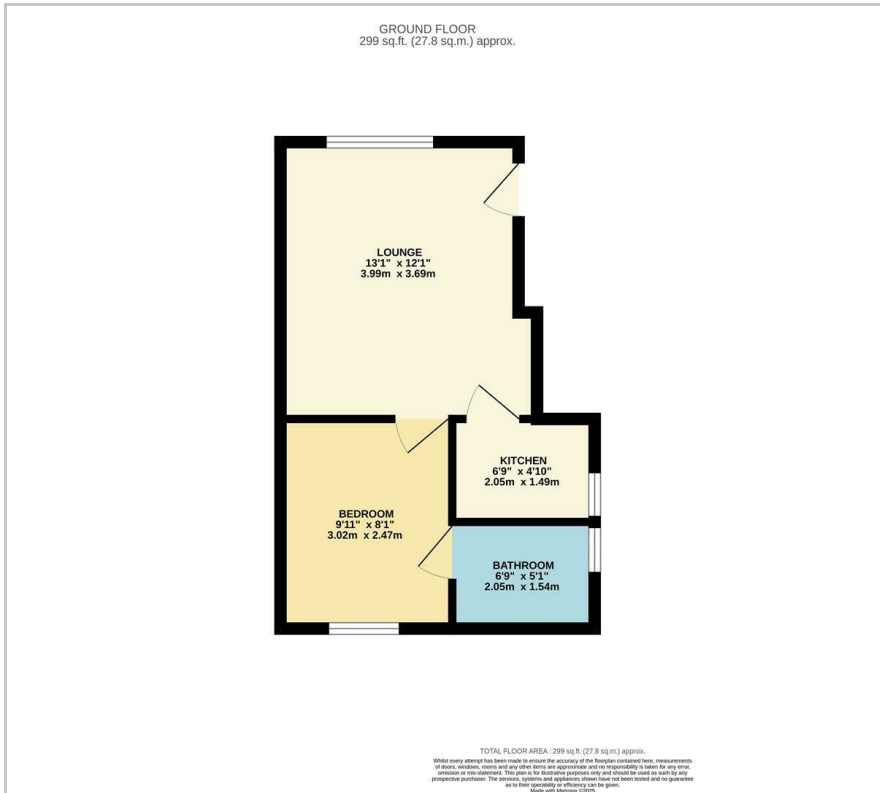 GROUND FLOOR
299 sq.ft. (27.8 sq.m.) approx.
LOUNGE
13'1" x 12'1"
3.99m x 3.69m
KITCHEN
6'9" x 4'10"
2.05m x 1.49m
BEDROOM
9'11" x 8'1"
3.02m x 2.47m
BATHROOM
6'9" x 5'1"
2.05m x 1.54m
TOTAL FLOOR AREA : 299 sq.ft. (27.8 sq.m.) approx.
Whilst every attempt has been made to ensure the accuracy of the floorplan contained here, measurements
of doors, windows, rooms and any other items are approximate and no responsibility is taken for any error,
omission or mis-statement. This plan is for illustrative purposes only and should be used as such by any
prospective purchaser. The services, systems and appliances shown have not been tested and no guarantee
as to their operability or efficiency can be given.
Made with Metropix ©2025